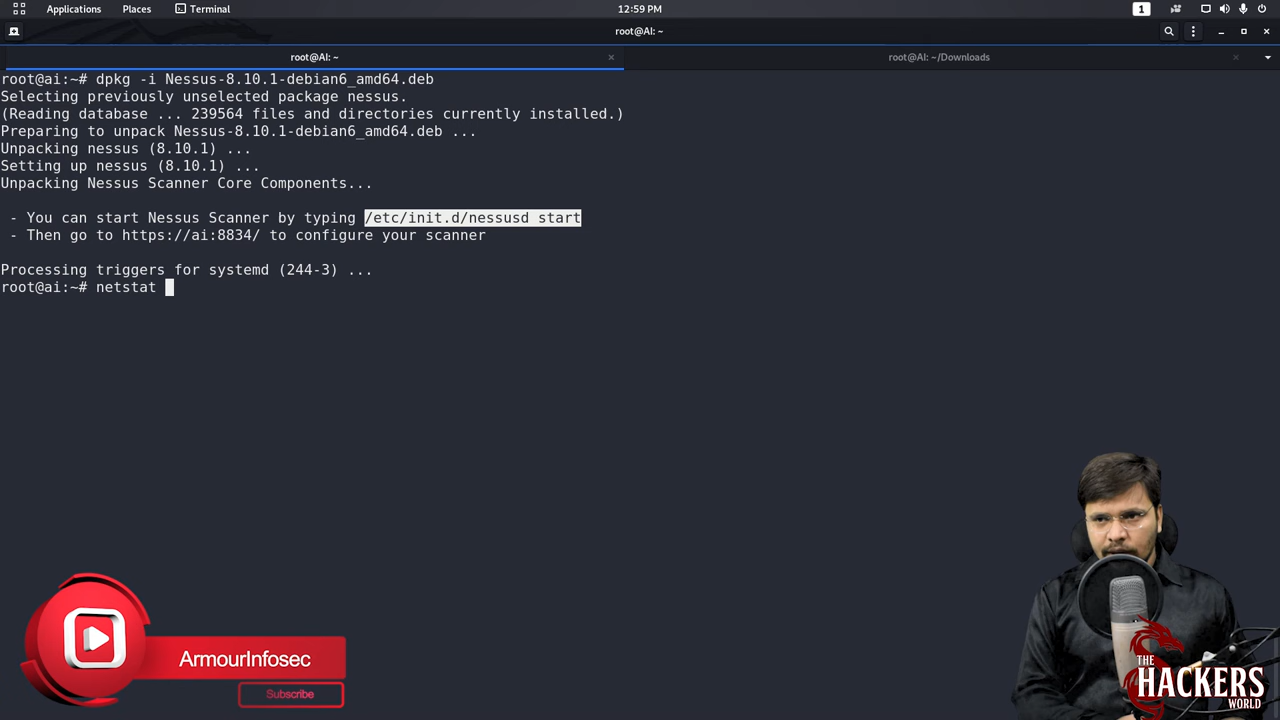 Applications Places Terminal 12:59 PM 1
root@AI: ~
root@AI: ~ root@AI: ~/Downloads
root@ai:~# dpkg -i Nessus-8.10.1-debian6_amd64.deb
Selecting previously unselected package nessus.
(Reading database ... 239564 files and directories currently installed.)
Preparing to unpack Nessus-8.10.1-debian6_amd64.deb ...
Unpacking nessus (8.10.1) ...
Setting up nessus (8.10.1) ...
Unpacking Nessus Scanner Core Components...
- You can start Nessus Scanner by typing /etc/init.d/nessusd start
- Then go to https://ai:8834/ to configure your scanner
Processing triggers for systemd (244-3) ...
root@ai:~# netstat
ArmourInfosec
Subscribe
THE
HACKERS
WORLD